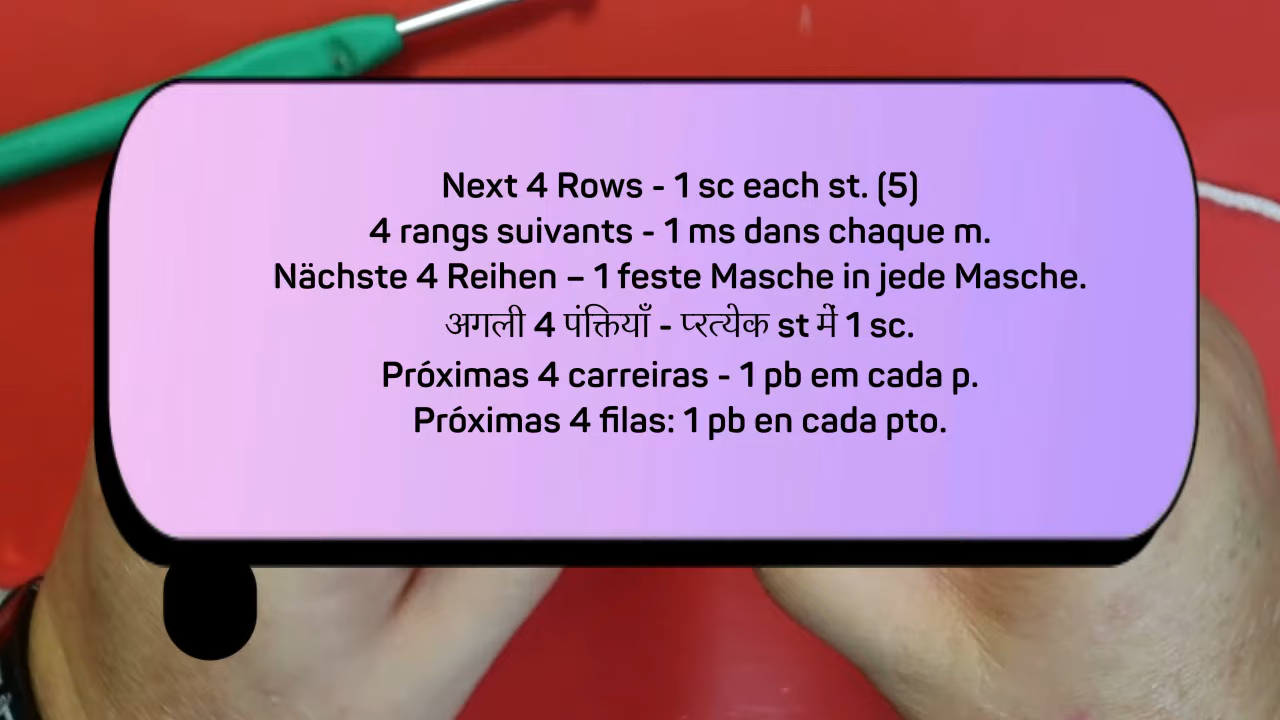 Next 4 Rows - 1 sc each st. (5)
4 rangs suivants - 1 ms dans chaque m.
Nächste 4 Reihen – 1 feste Masche in jede Masche.
अगली 4 पंक्तियाँ - प्रत्येक st में 1 sc.
Próximas 4 carreiras - 1 pb em cada p.
Próximas 4 filas: 1 pb en cada pto.